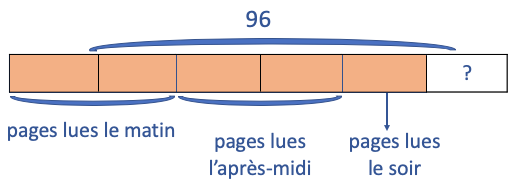 96
?
pages lues le matin
pages lues
l’après-midi
pages lues
le soir